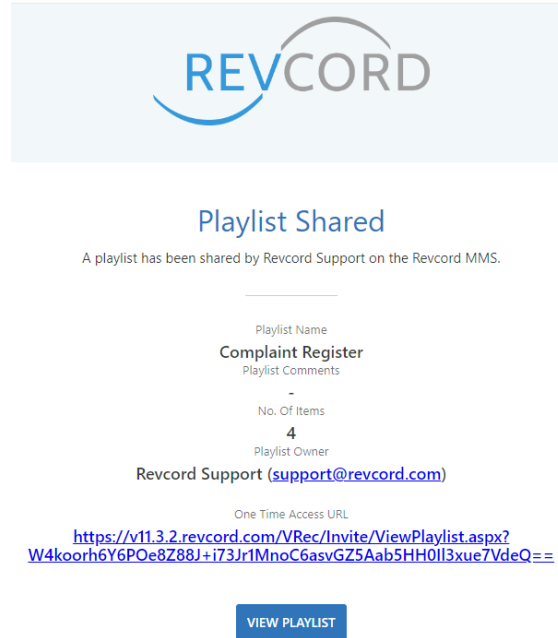 REVCORD
Playlist Shared
A playlist has been shared by Revcord Support on the Revcord MMS.
Playlist Name
Complaint Register
Playlist Comments
-
No. Of Items
4
Playlist Owner
Revcord Support (support@revcord.com)
One Time Access URL
https://v11.3.2.revcord.com/VRec/Invite/ViewPlaylist.aspx?
W4koorh6Y6POe8Z88J+i73Jr1MnoC6asvGZ5Aab5HH0Il3xue7VdeQ==
VIEW PLAYLIST